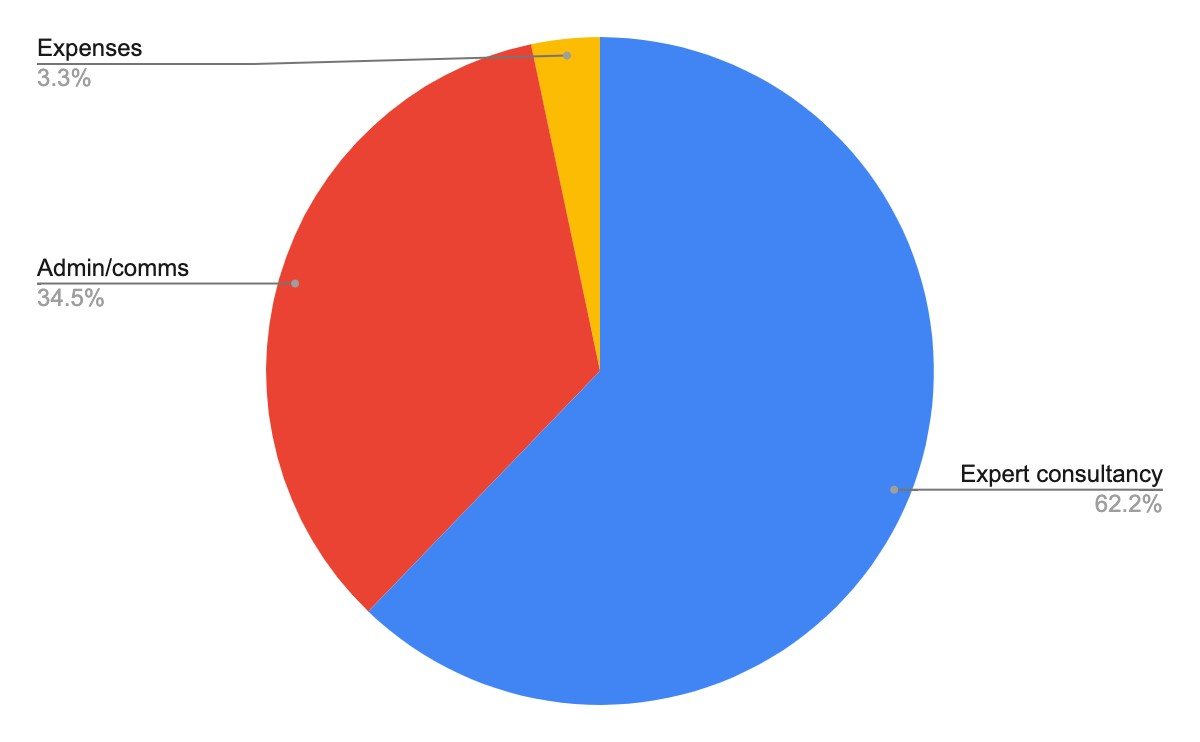 Expenses
3.3%
Admin/comms
34.5%
Expert consultancy
62.2%